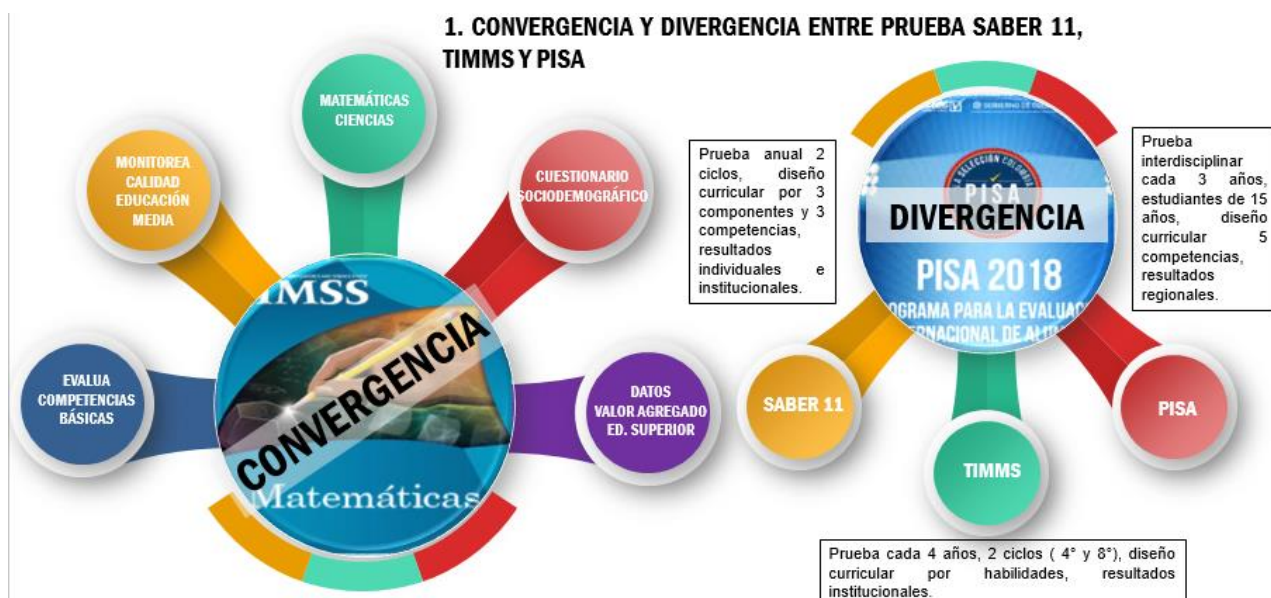 1. CONVERGENCIA Y DIVERGENCIA ENTRE PRUEBA SABER 11,
TIMMS Y PISA
MATEMÁTICAS
CIENCIAS
MONITOREA
CALIDAD
EDUCACIÓN
MEDIA
CUESTIONARIO
SOCIODEMOGRÁFICO
EVALUA
COMPETENCIAS
BÁSICAS
DATOS
VALOR AGREGADO
ED. SUPERIOR
IMSS
CONVERGENCIA
Matemáticas
Prueba anual 2
ciclos, diseño
curricular por 3
componentes y 3
competencias,
resultados
individuales e
institucionales.
A SELECCIÓN COLOMBIA
PISA
DIVERGENCIA
PISA 2018
OGRAMA PARA LA EVALUAC
ERNACIONAL DE ALU
Prueba
interdisciplinar
cada 3 años,
estudiantes de 15
años, diseño
curricular 5
competencias,
resultados
regionales.
SABER 11
TIMMS
PISA
Prueba cada 4 años, 2 ciclos ( 4° y 8°), diseño
curricular por habilidades, resultados
institucionales.